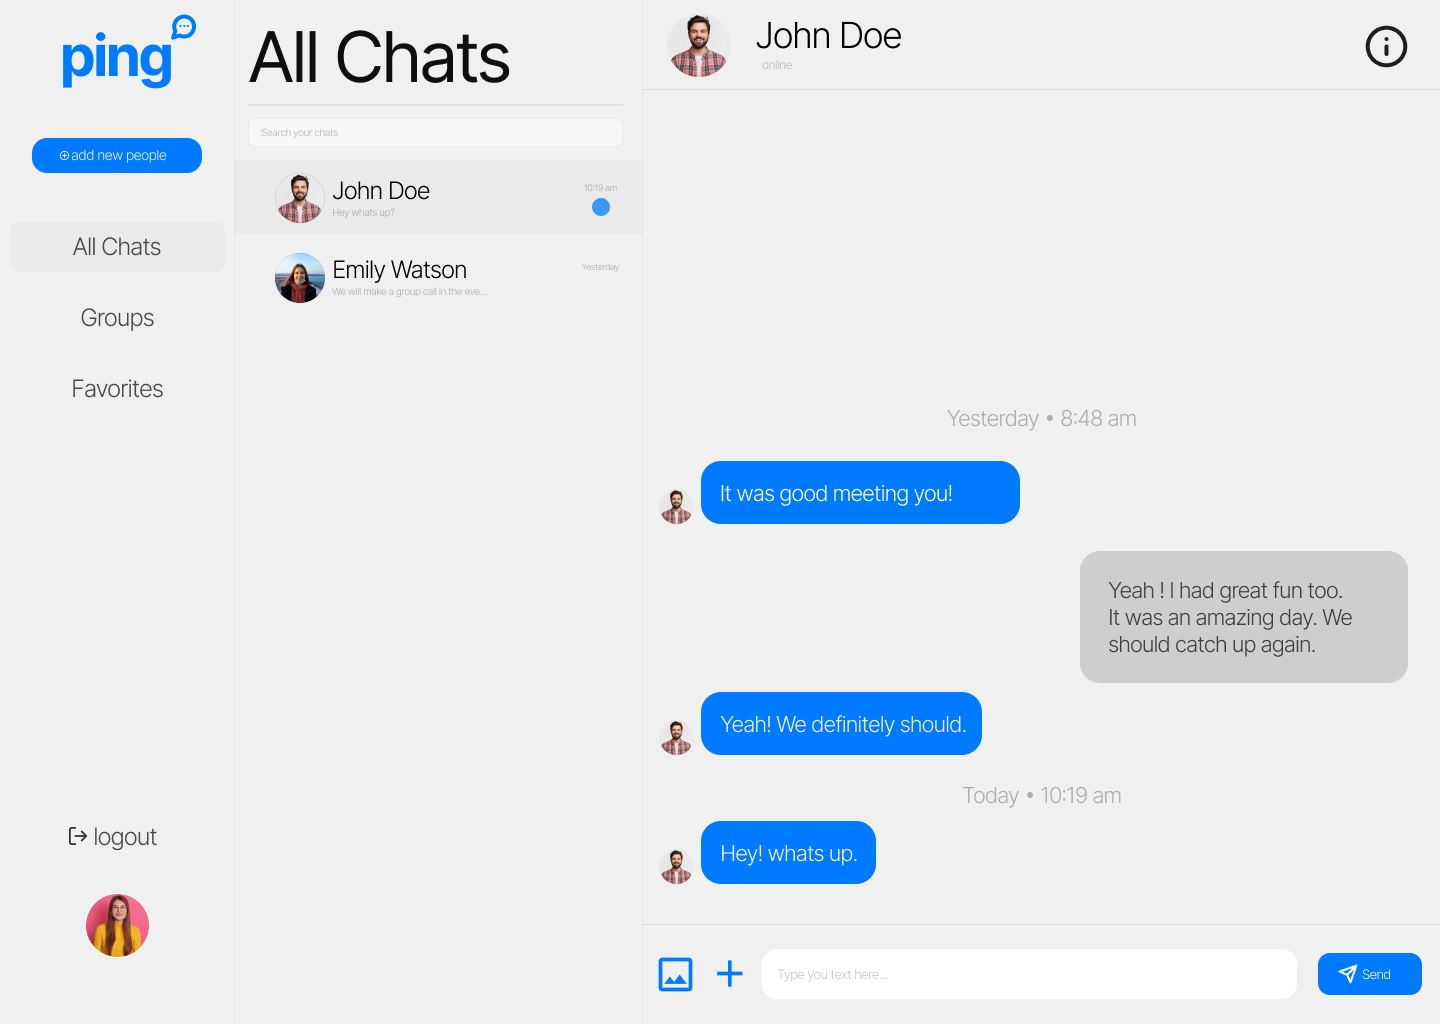 ping
add new people
All Chats
Groups
Favorites
logout
All Chats
Search your chats
John Doe
10:19 am
Hey whats up?
Emily Watson
Yesterday
We will make a group call in the eve...
John Doe
online
Yesterday • 8:48 am
It was good meeting you!
Yeah ! I had great fun too.
It was an amazing day. We
should catch up again.
Yeah! We definitely should.
Today • 10:19 am
Hey! whats up.
Type you text here...
Send